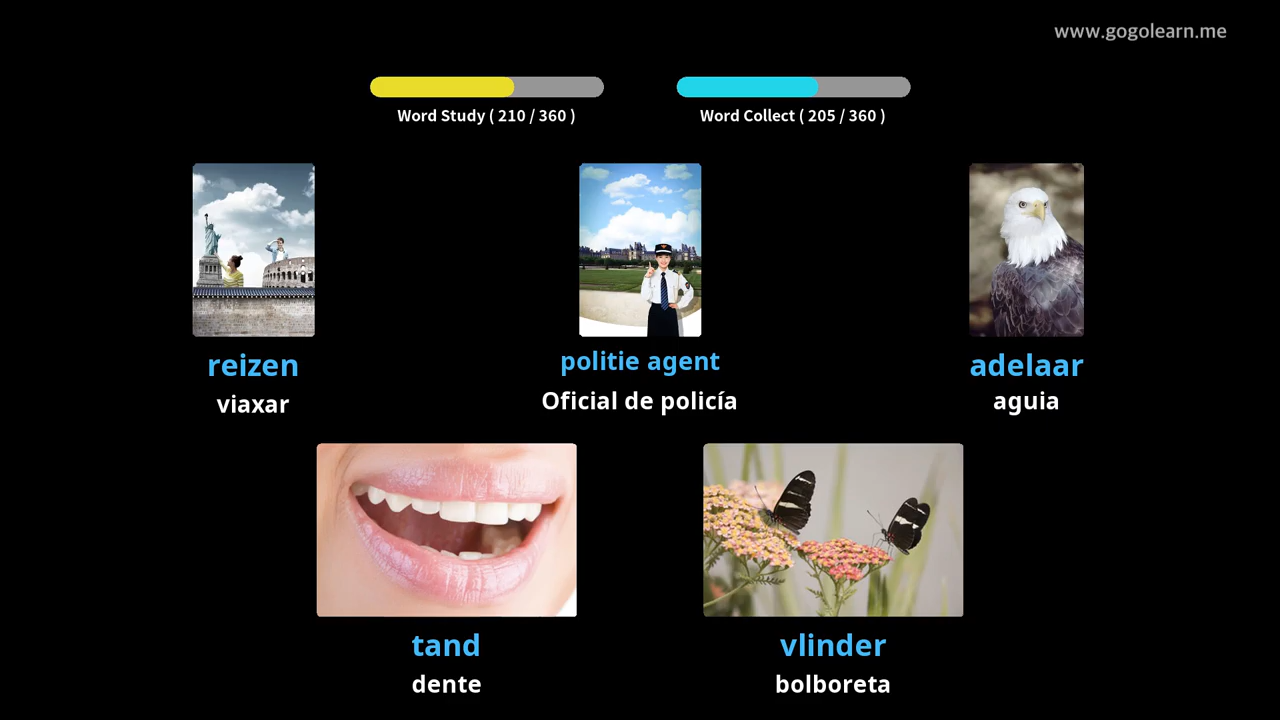 www.gogolearn.me
Word Study ( 210 / 360 )
Word Collect ( 205 / 360 )
reizen
viaxar
politie agent
Oficial de policía
adelaar
aguia
tand
dente
vlinder
bolboreta